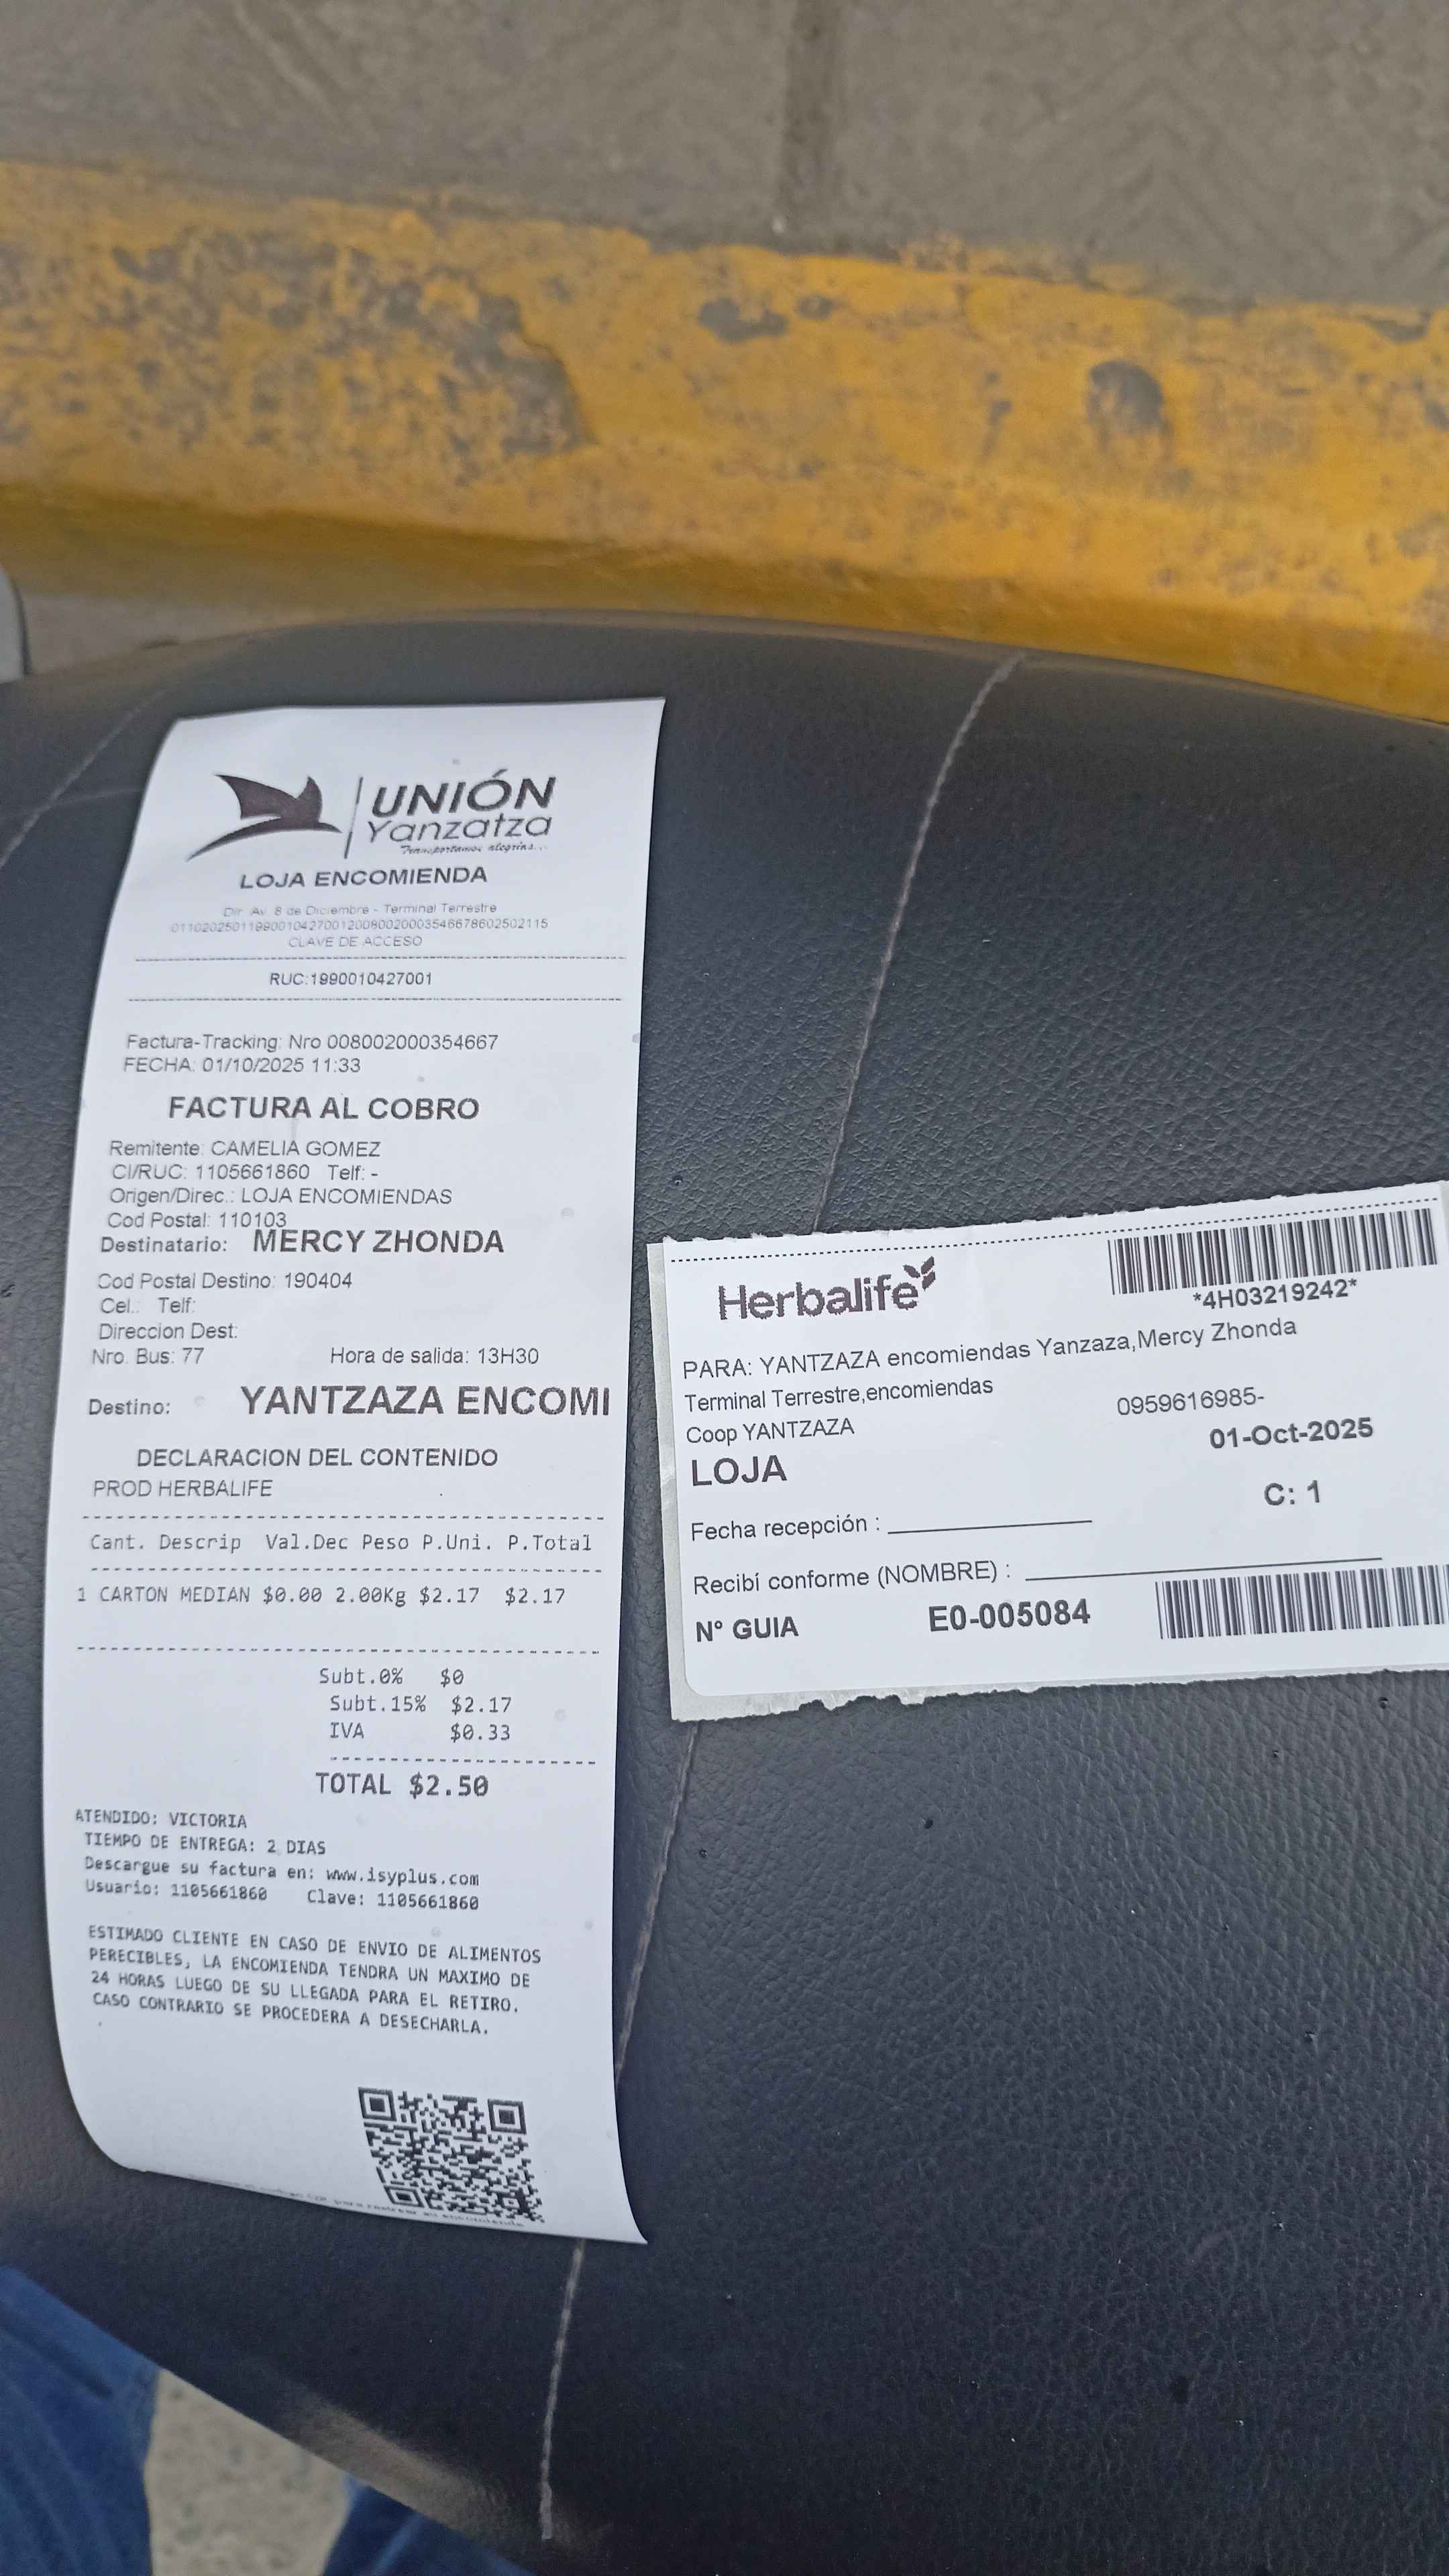 UNIÓN
Yanzatza
Transportamos alegrías...
LOJA ENCOMIENDA
Dir: Av. 8 de Diciembre - Terminal Terrestre
CLAVE DE ACCESO
RUC:1990010427001
Factura-Tracking: Nro 008002000354667
FECHA: 01/10/2025 11:33
FACTURA AL COBRO
Remitente: CAMELIA GOMEZ
CI/RUC: 1105661860 Telf: -
Origen/Direc.: LOJA ENCOMIENDAS
Cod Postal: 110103
Destinatario: MERCY ZHONDA
Cod Postal Destino: 190404
Cel.: Telf:
Direccion Dest:
Nro. Bus: 77 Hora de salida: 13H30
Destino: YANTZAZA ENCOMI
DECLARACION DEL CONTENIDO
PROD HERBALIFE
Cant. Descrip Val.Dec Peso P.Uni. P.Total
1 CARTON MEDIAN $0.00 2.00Kg $2.17 $2.17
Subt.0% $0
Subt.15% $2.17
IVA $0.33
TOTAL $2.50
ATENDIDO: VICTORIA
TIEMPO DE ENTREGA: 2 DIAS
Descargue su factura en: www.isyplus.com
Usuario: 1105661860 Clave: 1105661860
ESTIMADO CLIENTE EN CASO DE ENVIO DE ALIMENTOS
PERECIBLES, LA ENCOMIENDA TENDRA UN MAXIMO DE
24 HORAS LUEGO DE SU LLEGADA PARA EL RETIRO.
CASO CONTRARIO SE PROCEDERA A DESECHARLA.
Herbalife
*4H03219242*
PARA: YANTZAZA encomiendas Yanzaza,Mercy Zhonda
Terminal Terrestre,encomiendas
0959616985-
Coop YANTZAZA
01-Oct-2025
LOJA
C: 1
Fecha recepción :
Recibí conforme (NOMBRE) :
N° GUIA E0-005084